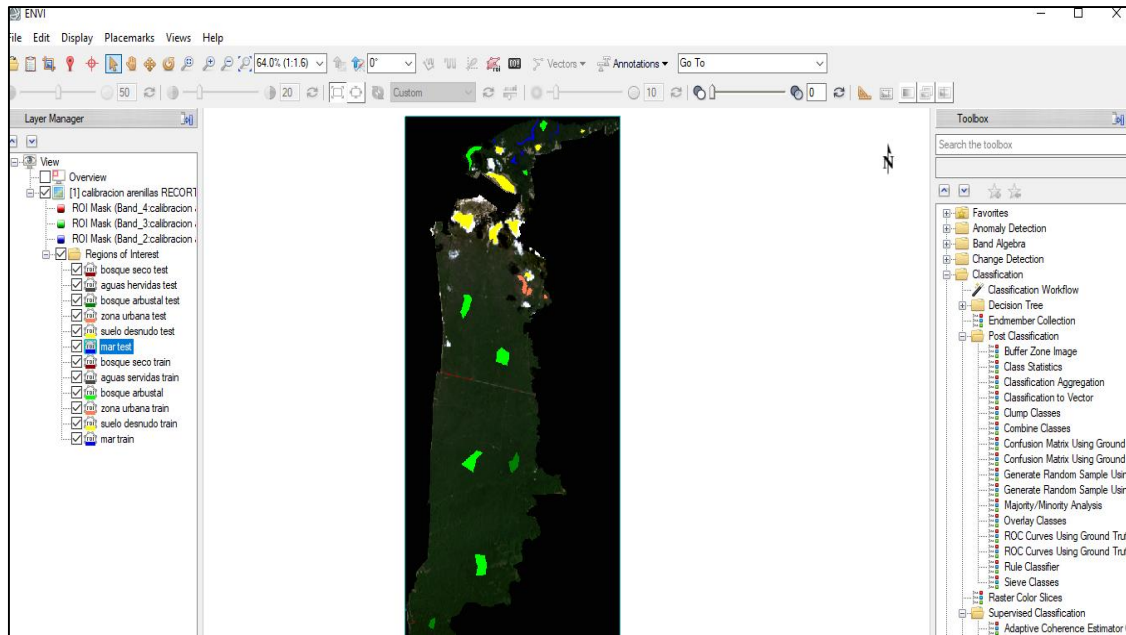 ENVI
File Edit Display Placemarks Views Help
64.0% (1:1.6) 0° Vectors Annotations Go To
50 20 Custom 10 0
Layer Manager
View
Overview
[1] calibracion arenillas RECORT
ROI Mask (Band_4:calibracion a
ROI Mask (Band_3:calibracion a
ROI Mask (Band_2:calibracion a
Regions of Interest
bosque seco test
aguas hervidas test
bosque arbustal test
zona urbana test
suelo desnudo test
mar test
bosque seco train
aguas servidas train
bosque arbustal
zona urbana train
suelo desnudo train
mar train
N
Toolbox
Search the toolbox
Favorites
Anomaly Detection
Band Algebra
Change Detection
Classification
Classification Workflow
Decision Tree
Endmember Collection
Post Classification
Buffer Zone Image
Class Statistics
Classification Aggregation
Classification to Vector
Clump Classes
Combine Classes
Confusion Matrix Using Ground
Confusion Matrix Using Ground
Generate Random Sample Usin
Generate Random Sample Usin
Majority/Minority Analysis
Overlay Classes
ROC Curves Using Ground Trut
ROC Curves Using Ground Trut
Rule Classifier
Sieve Classes
Raster Color Slices
Supervised Classification
Adaptive Coherence Estimator